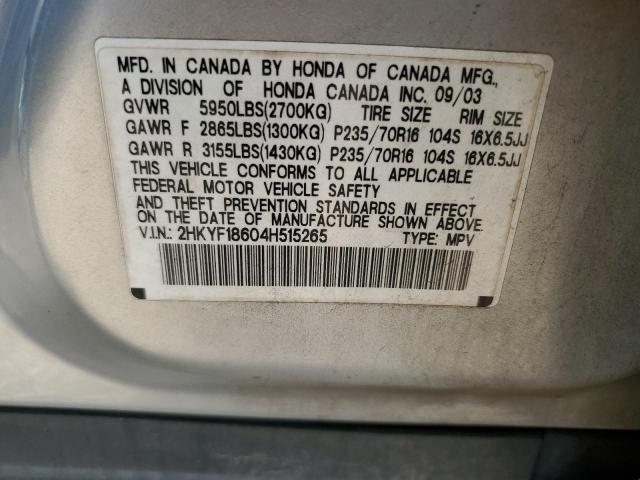 MFD. IN CANADA BY HONDA OF CANADA MFG.,
A DIVISION OF HONDA CANADA INC. 09/03
GVWR 5950LBS(2700KG) TIRE SIZE RIM SIZE
GAWR F 2865LBS(1300KG) P235/70R16 104S 16X6.5JJ
GAWR R 3155LBS(1430KG) P235/70R16 104S 16X6.5JJ
THIS VEHICLE CONFORMS TO ALL APPLICABLE
FEDERAL MOTOR VEHICLE SAFETY
AND THEFT PREVENTION STANDARDS IN EFFECT
ON THE DATE OF MANUFACTURE SHOWN ABOVE.
V.I.N.: 2HKYF18604H515265 TYPE: MPV